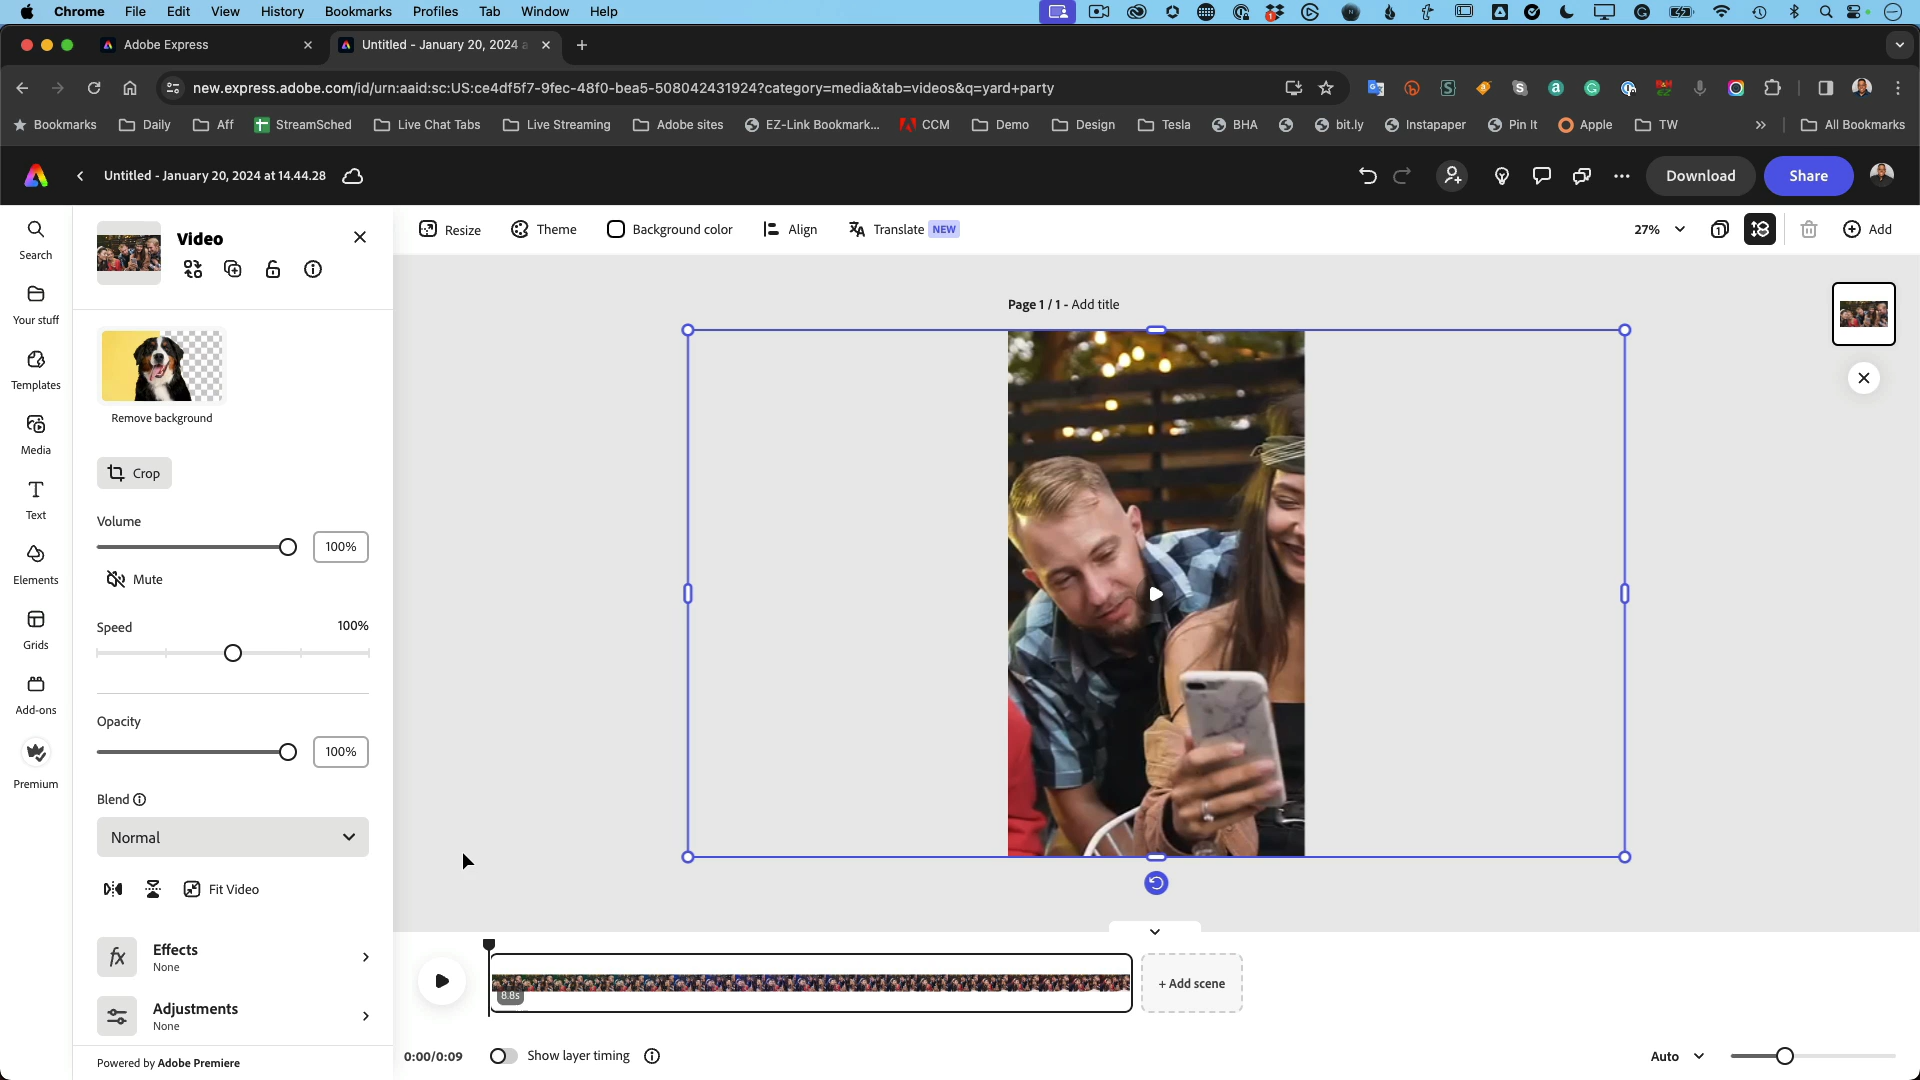 Chrome File Edit View History Bookmarks Profiles Tab Window Help
Adobe Express
Untitled - January 20, 2024 a
new.express.adobe.com/id/urn:aaid:sc:US:ce4df5f7-9fec-48f0-bea5-508042431924?category=media&tab=videos&q=yard+party
Bookmarks Daily Aff StreamSched Live Chat Tabs Live Streaming Adobe sites EZ-Link Bookmark... CCM Demo Design Tesla BHA bit.ly Instapaper Pin It Apple TW » All Bookmarks
Untitled - January 20, 2024 at 14.44.28
Download
Share
Search
Your stuff
Templates
Media
Text
Elements
Grids
Add-ons
Premium
Video
Remove background
Crop
Volume
100%
Mute
Speed 100%
Opacity
100%
Blend
Normal
Fit Video
Effects
None
Adjustments
None
Powered by Adobe Premiere
Resize Theme Background color Align Translate NEW
27%
1
Add
Page 1 / 1 - Add title
8.8s
+ Add scene
0:00/0:09
Show layer timing
Auto